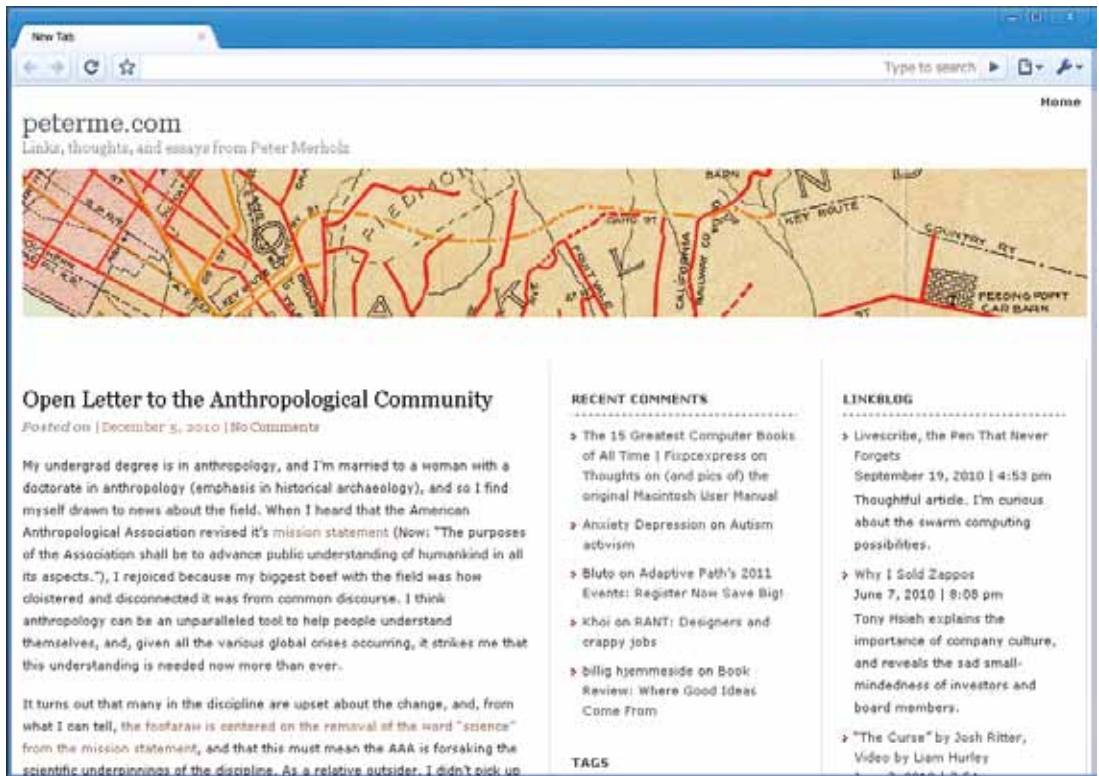 New Tab
Type to search
Home
peterme.com
Links, thoughts, and essays from Peter Merholz
BARN
KEY ROUTE
COUNTRY
CALIFORNIA
RAILWAY CO
FRUIT VALE
AVE
CAR BARN
Open Letter to the Anthropological Community
Posted on | December 5, 2010 | No Comments
My undergrad degree is in anthropology, and I'm married to a woman with a
doctorate in anthropology (emphasis in historical archaeology), and so I find
myself drawn to news about the field. When I heard that the American
Anthropological Association revised it's mission statement (Now: "The purposes
of the Association shall be to advance public understanding of humankind in all
its aspects."), I rejoiced because my biggest beef with the field was how
cloistered and disconnected it was from common discourse. I think
anthropology can be an unparalleled tool to help people understand
themselves, and, given all the various global crises occurring, it strikes me that
this understanding is needed now more than ever.
It turns out that many in the discipline are upset about the change, and, from
what I can tell, the foofaraw is centered on the removal of the word "science"
from the mission statement, and that this must mean the AAA is forsaking the
scientific underpinnings of the discipline. As a relative outsider, I didn't pick up
RECENT COMMENTS
The 15 Greatest Computer Books
of All Time | Fixpcexpress on
Thoughts on (and pics of) the
original Macintosh User Manual
Anxiety Depression on Autism
activism
Bluto on Adaptive Path's 2011
Events: Register Now Save Big!
Khoi on RANT: Designers and
crappy jobs
billig hjemmeside on Book
Review: Where Good Ideas
Come From
TAGS
LINKBLOG
Livescribe, the Pen That Never
Forgets
September 19, 2010 | 4:53 pm
Thoughtful article. I'm curious
about the swarm computing
possibilities.
Why I Sold Zappos
June 7, 2010 | 8:08 pm
Tony Hsieh explains the
importance of company culture,
and reveals the sad small-
mindedness of investors and
board members.
"The Curse" by Josh Ritter,
Video by Liam Hurley